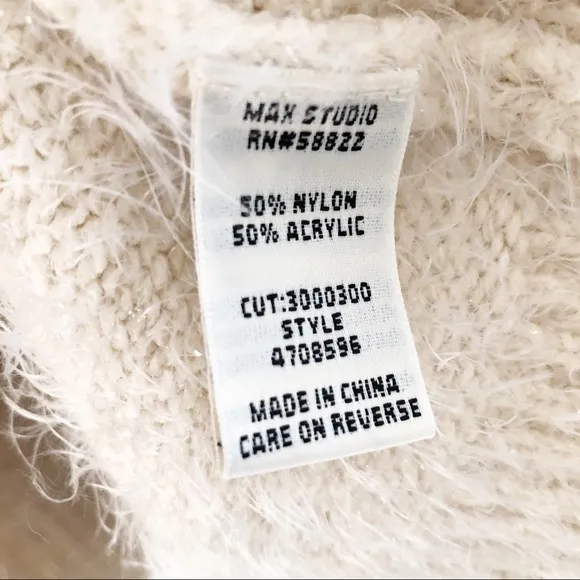 MAX STUDIO
RN#58822
50% NYLON
50% ACRYLIC
CUT:3000300
STYLE
4708596
MADE IN CHINA
CARE ON REVERSE